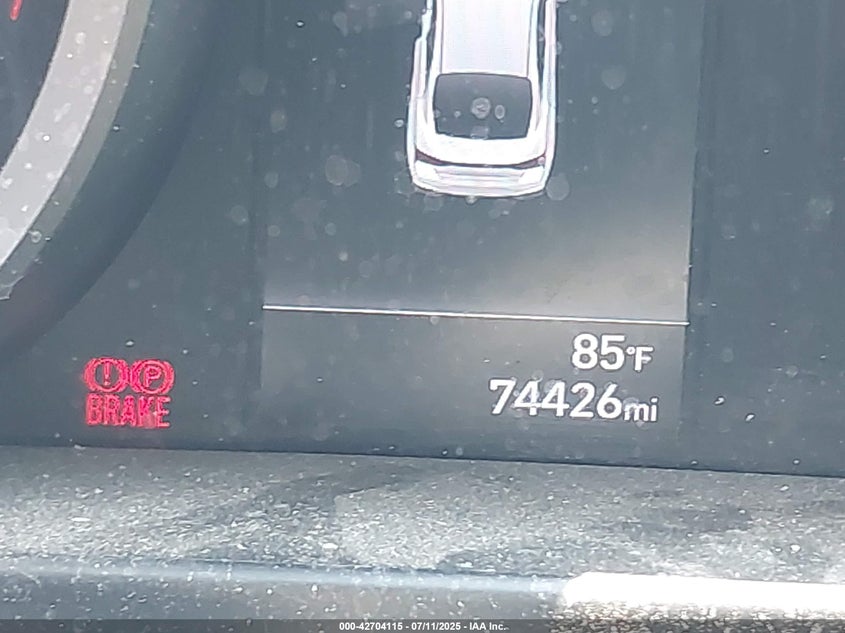 85°F
74426mi
(!) (P)
BRAKE
000-42704115 - 07/11/2025 - IAA Inc.